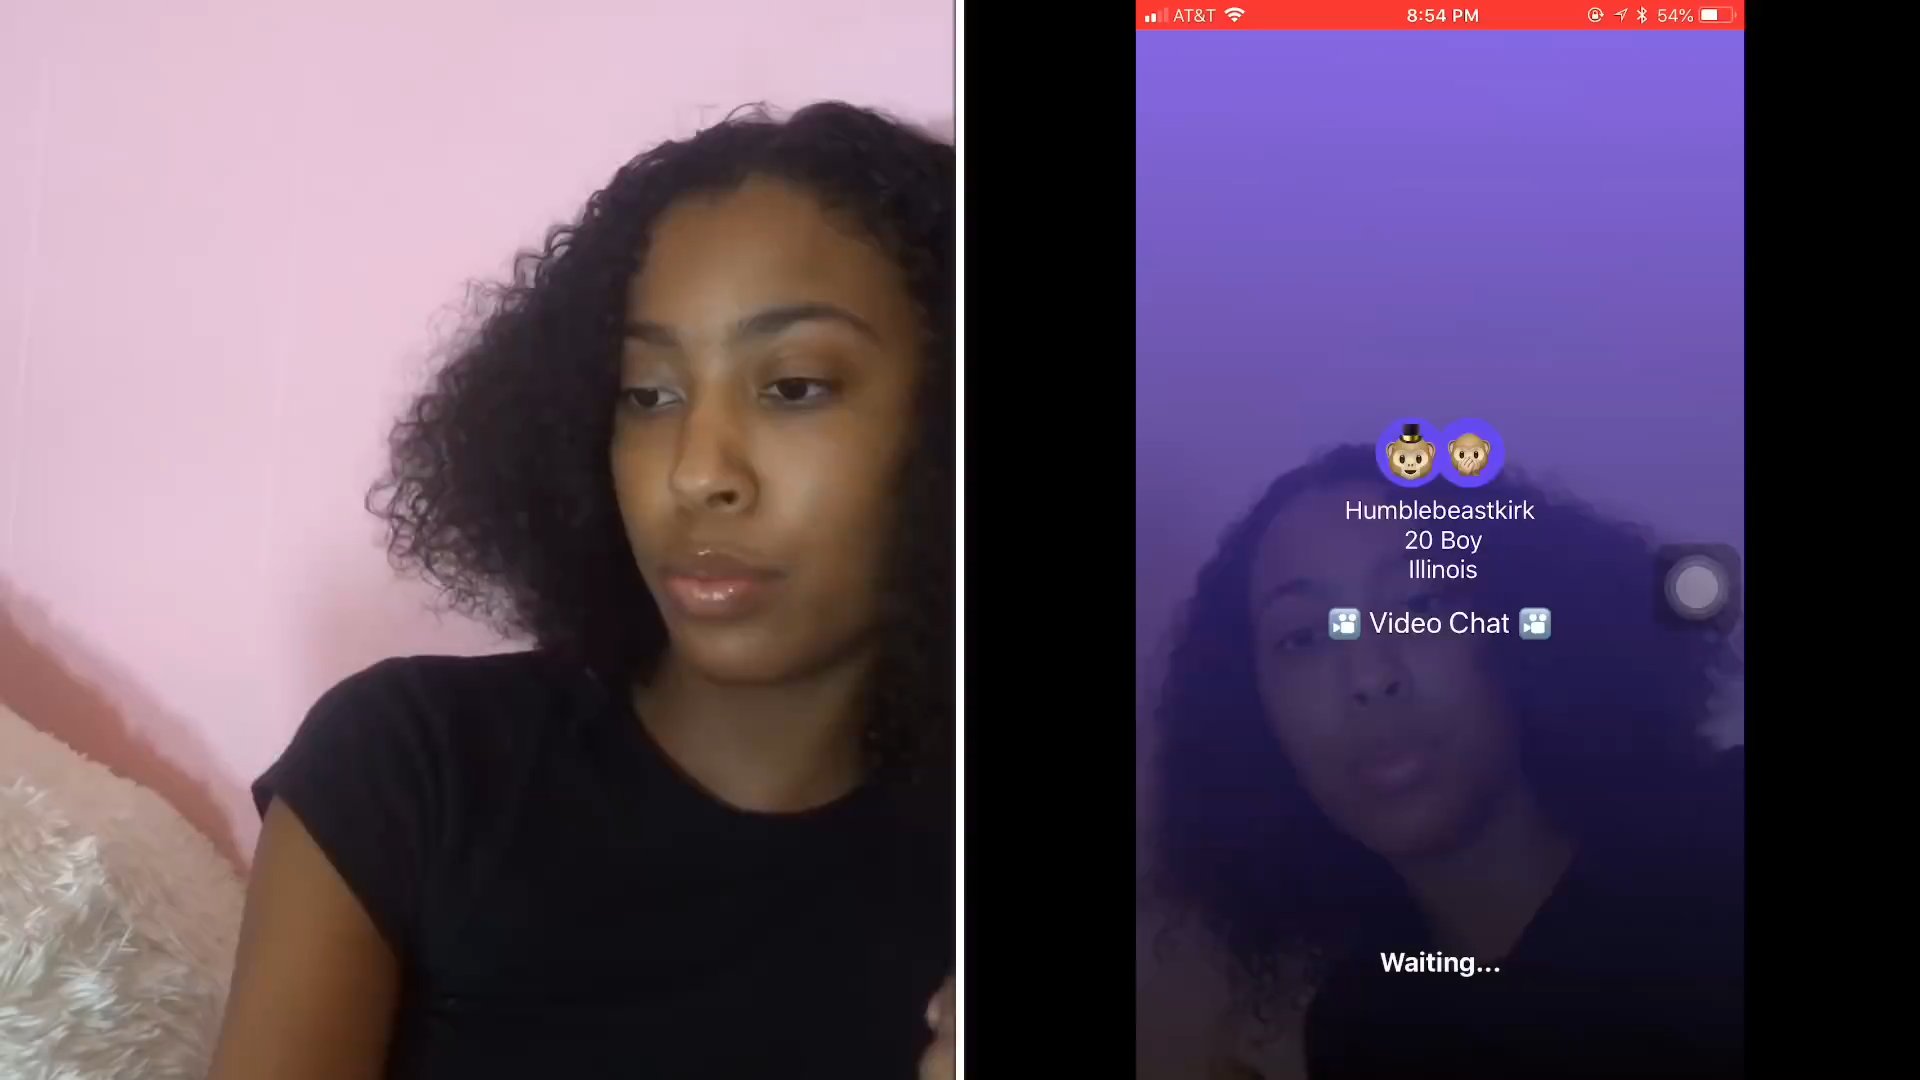 AT&T
8:54 PM
54%
Humblebeastkirk
20 Boy
Illinois
Video Chat
Waiting...